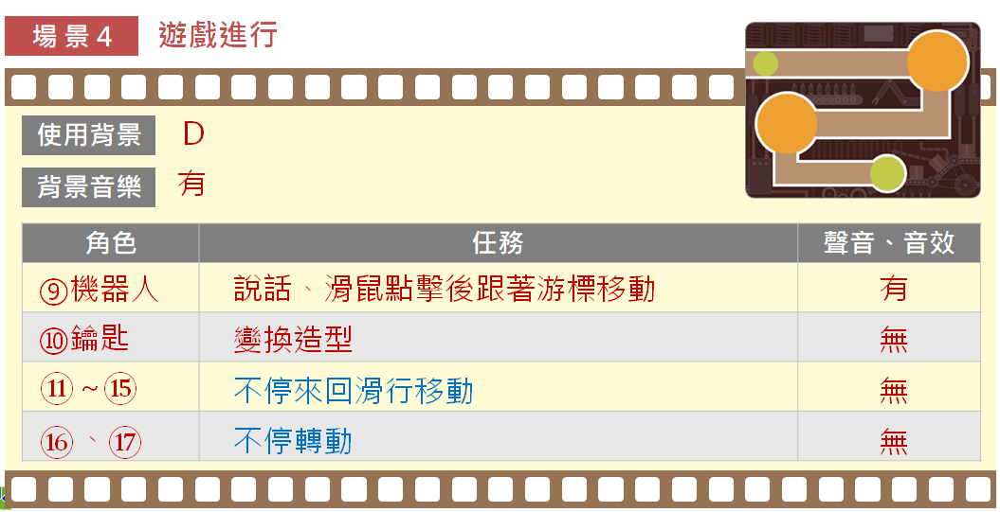 場景4 遊戲進行
使用背景 D
背景音樂 有
角色 任務 聲音、音效
⑨機器人 說話、滑鼠點擊後跟著游標移動 有
⑩鑰匙 變換造型 無
⑪~⑮ 不停來回滑行移動 無
⑯、⑰ 不停轉動 無